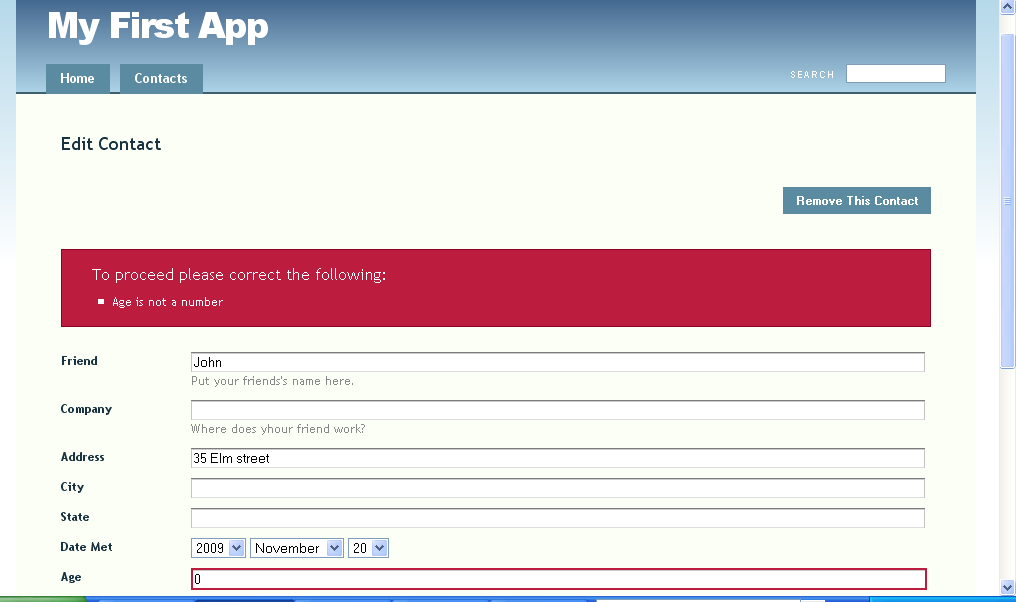 My First App
Home Contacts SEARCH
Edit Contact
Remove This Contact
To proceed please correct the following:
Age is not a number
Friend John
Put your friends's name here.
Company
Where does yhour friend work?
Address 35 Elm street
City
State
Date Met 2009 November 20
Age 0